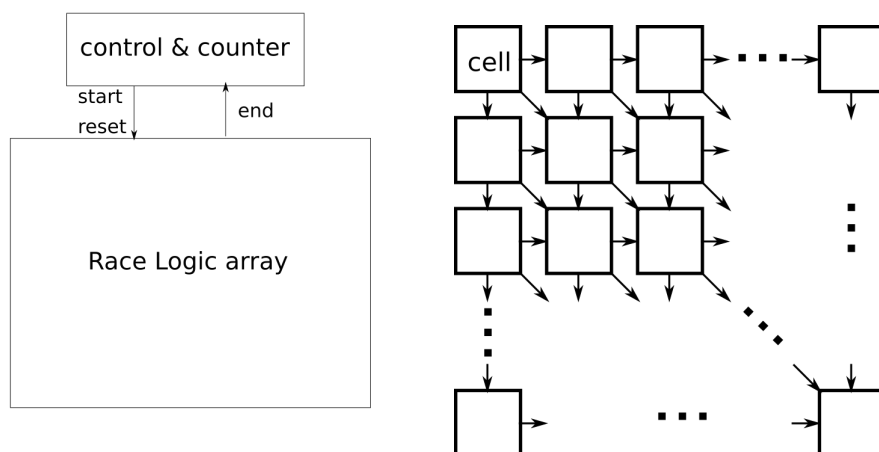 control & counter
start
reset
end
Race Logic array
cell